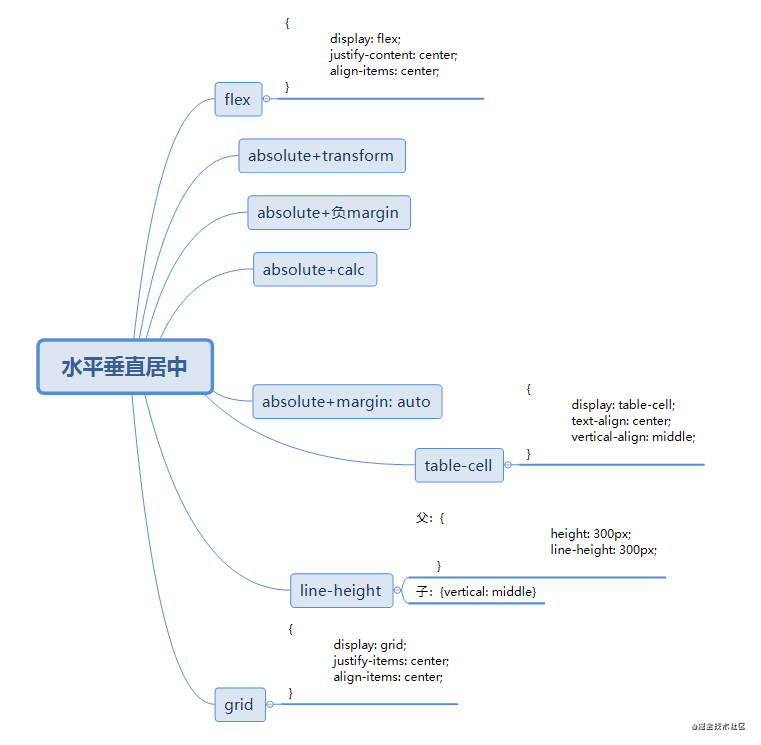 {
display: flex;
justify-content: center;
align-items: center;
}
flex
absolute+transform
absolute+负margin
absolute+calc
水平垂直居中
absolute+margin: auto
{
display: table-cell;
text-align: center;
vertical-align: middle;
}
table-cell
父：{
height: 300px;
line-height: 300px;
}
line-height
子：{vertical: middle}
{
display: grid;
justify-items: center;
align-items: center;
}
grid
@掘金技术社区